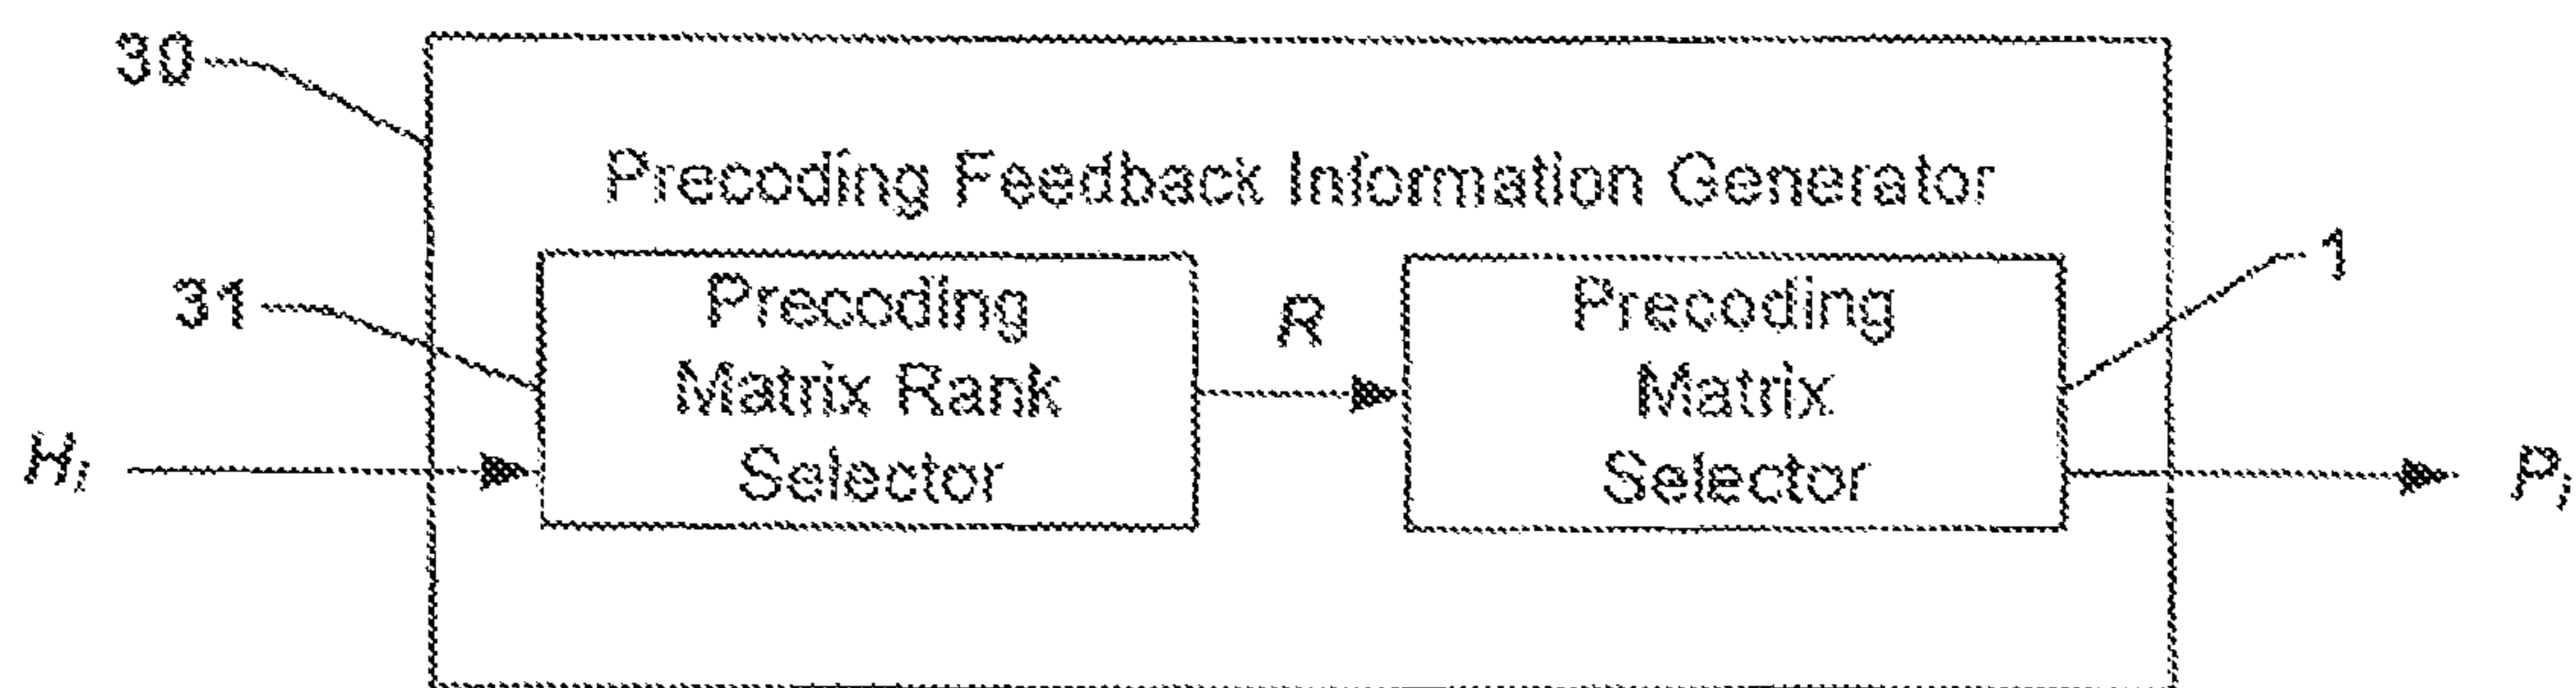 30
Precoding Feedback Information Generator
31
Precoding
Matrix Rank
Selector
R
Precoding
Matrix
Selector
1
Hᵢ
Pᵢ